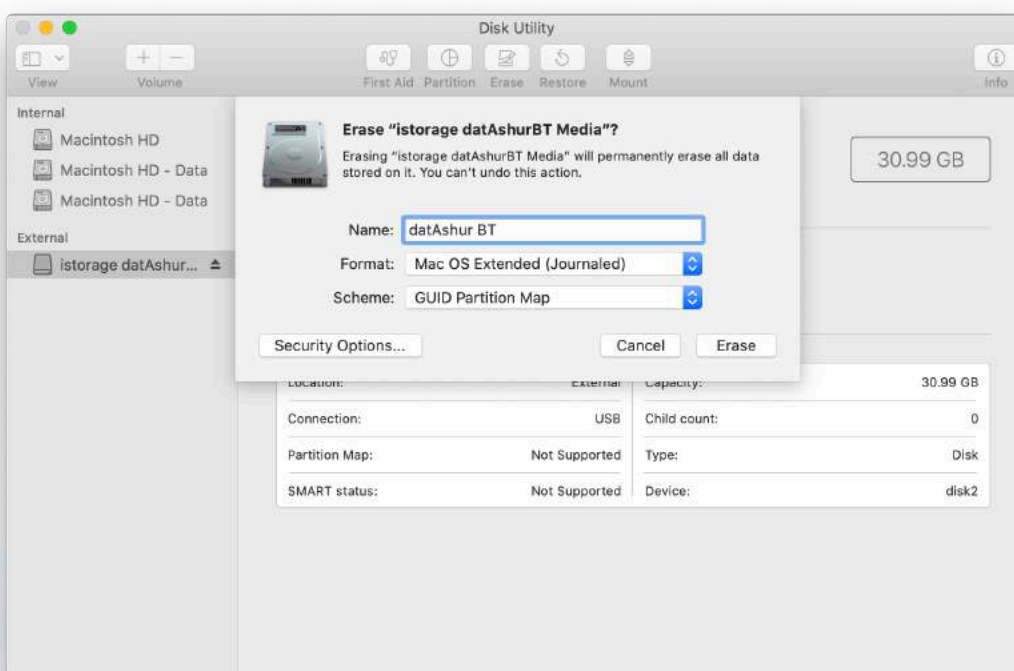 Disk Utility
View
Volume
First Aid Partition Erase Restore Mount
Info
Internal
Macintosh HD
Macintosh HD - Data
Macintosh HD - Data
External
istorage datAshur...
Erase “istorage datAshurBT Media”?
Erasing “istorage datAshurBT Media” will permanently erase all data
stored on it. You can't undo this action.
Name: datAshur BT
Format: Mac OS Extended (Journaled)
Scheme: GUID Partition Map
Security Options... Cancel Erase
30.99 GB
Location: External Capacity: 30.99 GB
Connection: USB Child count: 0
Partition Map: Not Supported Type: Disk
SMART status: Not Supported Device: disk2